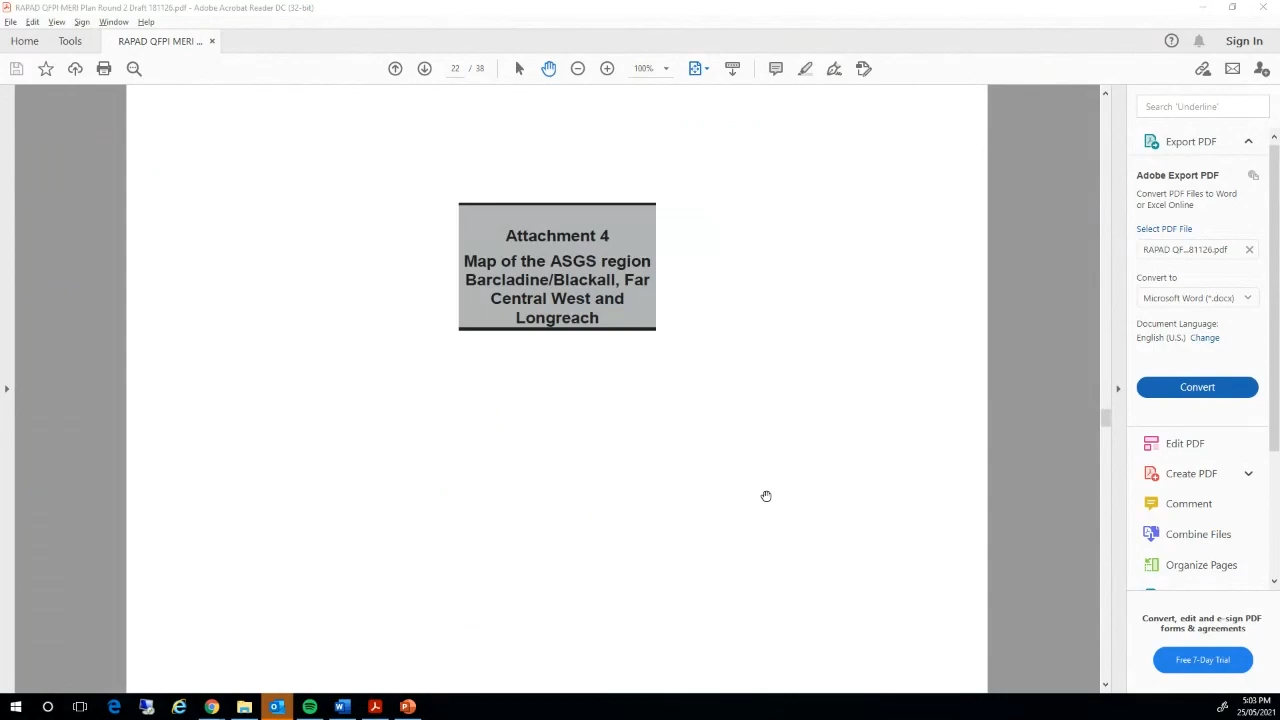 RAPAD QFPI MERI Plan Round 2 Draft 181126.pdf - Adobe Acrobat Reader DC (32-bit)
File Edit View Sign Window Help
Home Tools RAPAD QFPI MERI ... × Sign In
22 / 38 100%
Attachment 4
Map of the ASGS region
Barcladine/Blackall, Far
Central West and
Longreach
Search 'Underline'
Export PDF
Adobe Export PDF
Convert PDF Files to Word
or Excel Online
Select PDF File
RAPAD QF...81126.pdf
Convert to
Microsoft Word (*.docx)
Document Language:
English (U.S.) Change
Convert
Edit PDF
Create PDF
Comment
Combine Files
Organize Pages
Convert, edit and e-sign PDF
forms & agreements
Free 7-Day Trial
5:03 PM
25/05/2021